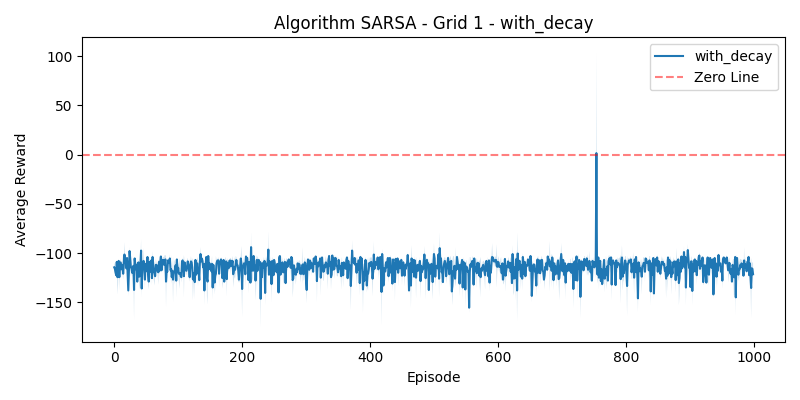 Algorithm SARSA - Grid 1 - with_decay
with_decay
Zero Line
100
50
0
−50
−100
−150
Average Reward
0
200
400
600
800
1000
Episode